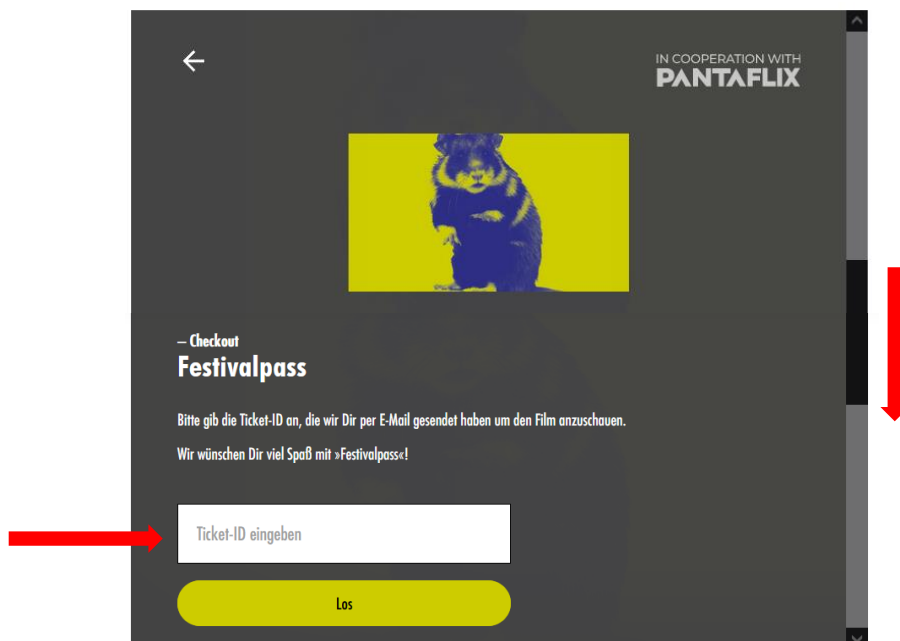 IN COOPERATION WITH
PANTAFLIX
– Checkout
Festivalpass
Bitte gib die Ticket-ID an, die wir Dir per E-Mail gesendet haben um den Film anzuschauen.
Wir wünschen Dir viel Spaß mit »Festivalpass«!
Ticket-ID eingeben
Los